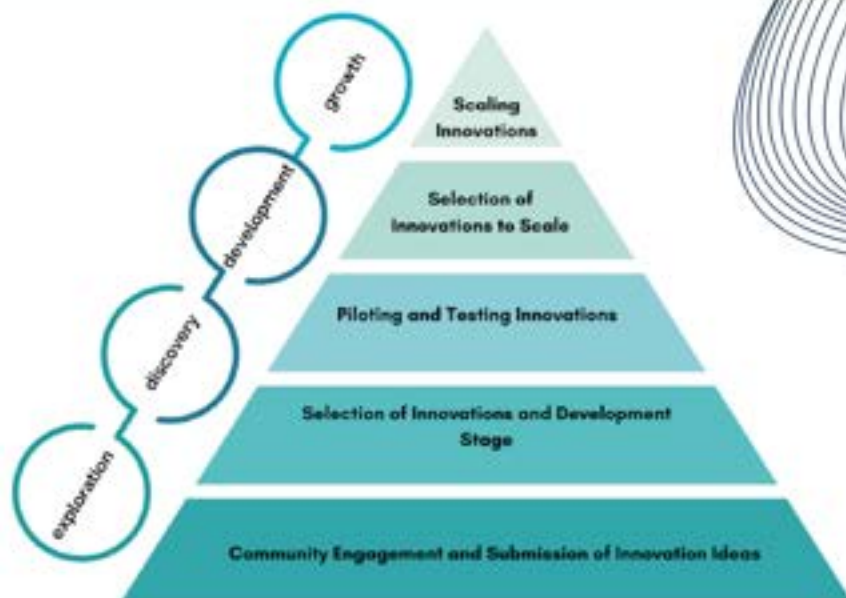 growth
Scaling
Innovations
development
Selection of
Innovations to Scale
discovery
Piloting and Testing Innovations
Selection of Innovations and Development
Stage
exploration
Community Engagement and Submission of Innovation Ideas